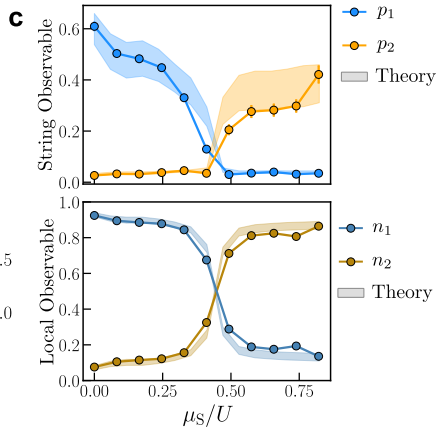 c
String Observable
0.6
0.4
0.2
0.0
p₁
p₂
Theory
Local Observable
1.0
0.8
0.6
0.4
0.2
0.0
n₁
n₂
Theory
.5
.0
0.00 0.25 0.50 0.75
μ_S/U